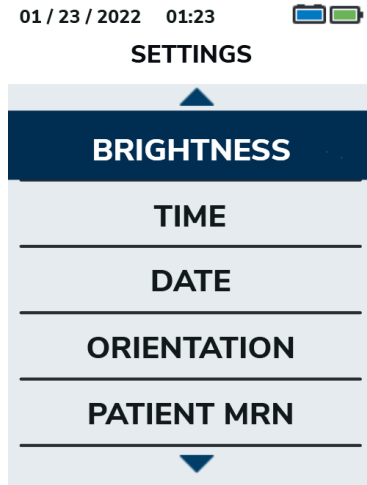 01 / 23 / 2022 01:23
SETTINGS
BRIGHTNESS
TIME
DATE
ORIENTATION
PATIENT MRN